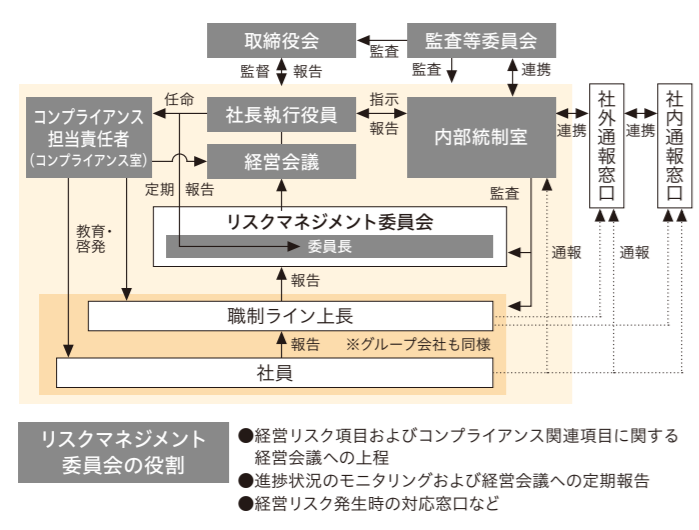 取締役会
監査
監査等委員会
監督
報告
監査
連携
コンプライアンス
担当責任者
(コンプライアンス室)
任命
社長執行役員
指示
報告
内部統制室
連携
社外通報窓口
連携
社内通報窓口
経営会議
定期
報告
監査
リスクマネジメント委員会
委員長
教育・
啓発
通報
通報
報告
職制ライン上長
報告
※グループ会社も同様
社員
リスクマネジメント
委員会の役割
●経営リスク項目およびコンプライアンス関連項目に関する
経営会議への上程
●進捗状況のモニタリングおよび経営会議への定期報告
●経営リスク発生時の対応窓口など